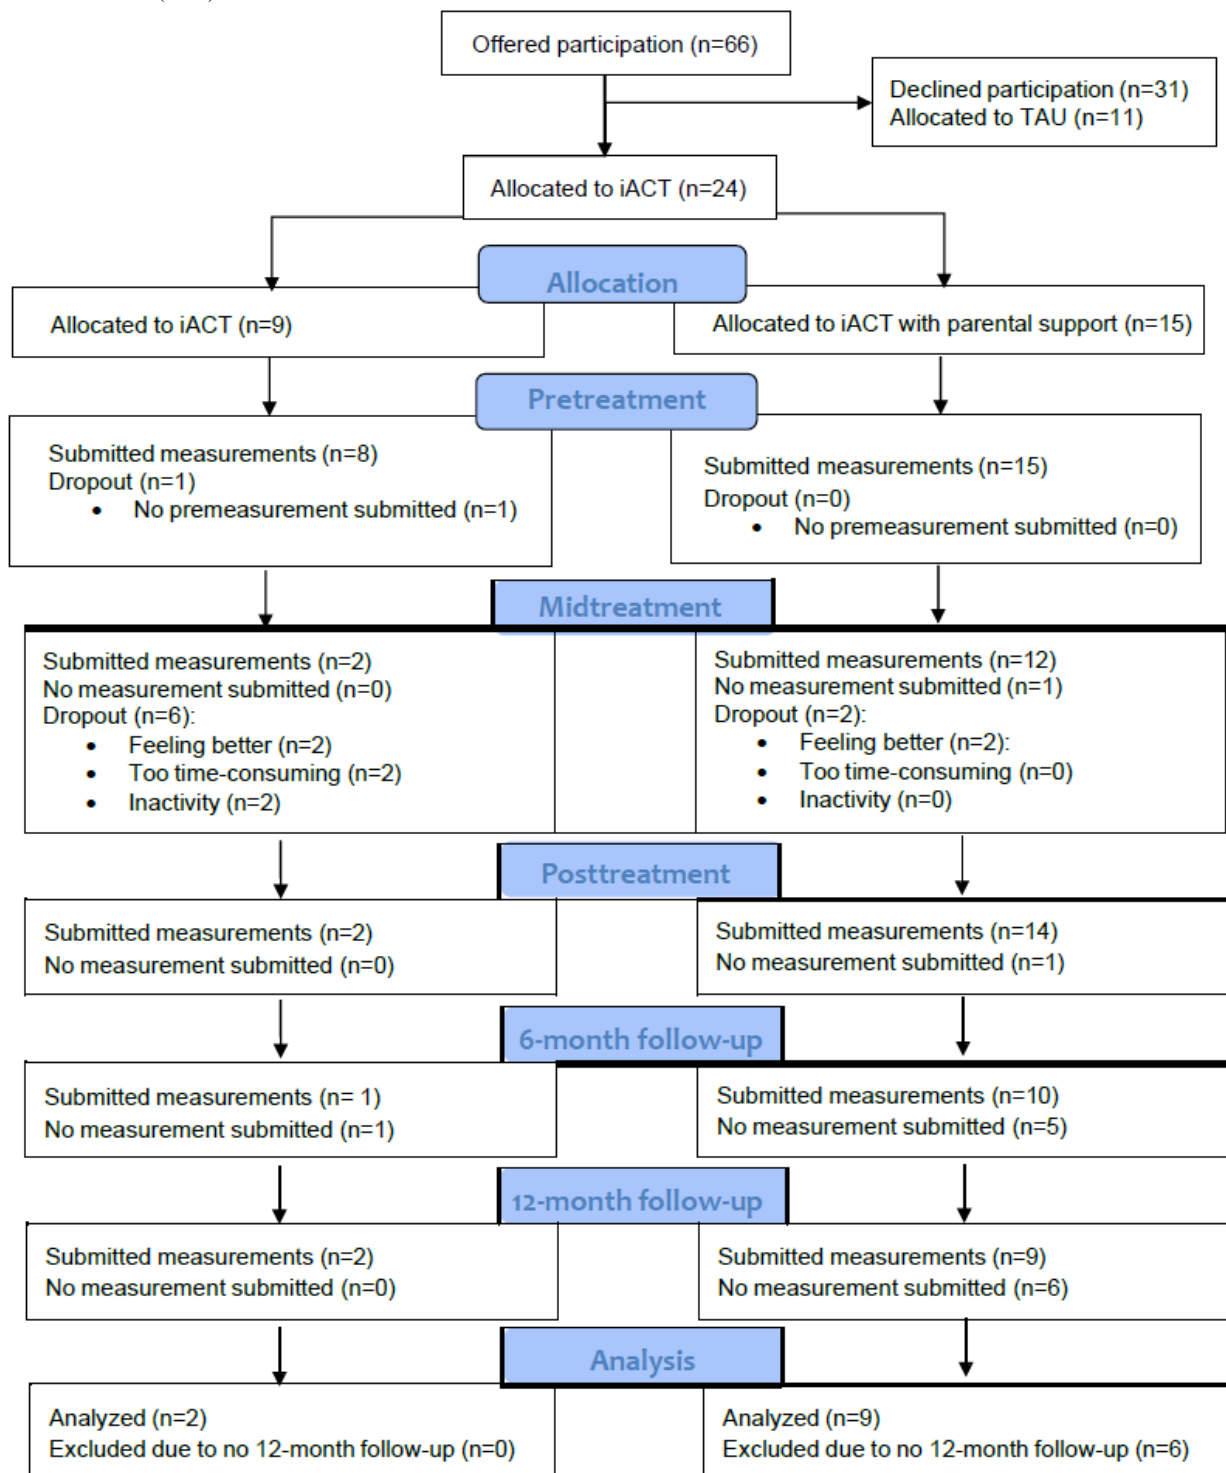 Offered participation (n=66)
Declined participation (n=31)
Allocated to TAU (n=11)
Allocated to iACT (n=24)
Allocation
Allocated to iACT (n=9)
Allocated to iACT with parental support (n=15)
Pretreatment
Submitted measurements (n=8)
Dropout (n=1)
• No premeasurement submitted (n=1)
Submitted measurements (n=15)
Dropout (n=0)
• No premeasurement submitted (n=0)
Midtreatment
Submitted measurements (n=2)
No measurement submitted (n=0)
Dropout (n=6):
• Feeling better (n=2)
• Too time-consuming (n=2)
• Inactivity (n=2)
Submitted measurements (n=12)
No measurement submitted (n=1)
Dropout (n=2):
• Feeling better (n=2):
• Too time-consuming (n=0)
• Inactivity (n=0)
Posttreatment
Submitted measurements (n=2)
No measurement submitted (n=0)
Submitted measurements (n=14)
No measurement submitted (n=1)
6-month follow-up
Submitted measurements (n= 1)
No measurement submitted (n=1)
Submitted measurements (n=10)
No measurement submitted (n=5)
12-month follow-up
Submitted measurements (n=2)
No measurement submitted (n=0)
Submitted measurements (n=9)
No measurement submitted (n=6)
Analysis
Analyzed (n=2)
Excluded due to no 12-month follow-up (n=0)
Analyzed (n=9)
Excluded due to no 12-month follow-up (n=6)